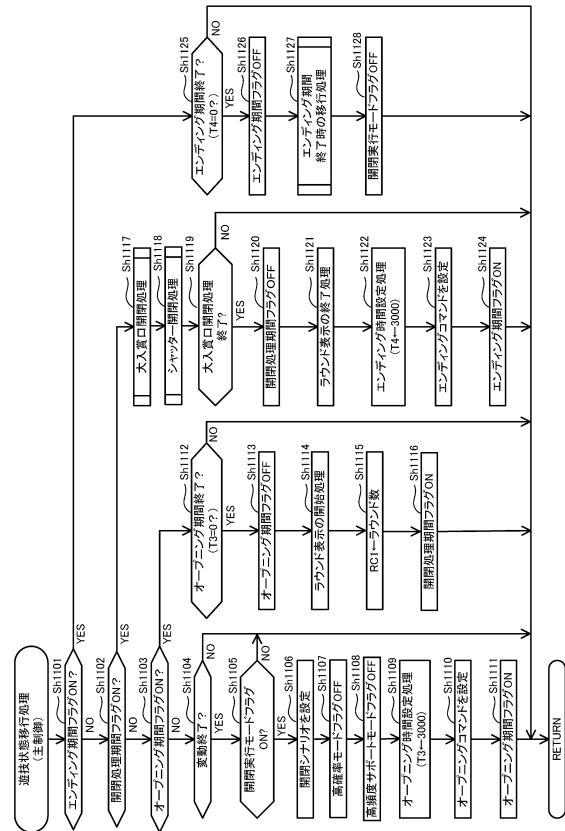 遊技状態移行処理
(主制御)
Sh1101
エンディング期間フラグON?
YES
NO
Sh1102
開閉処理期間フラグON?
YES
NO
Sh1103
オープニング期間フラグON?
YES
NO
Sh1104
変動終了?
NO
YES
Sh1105
開閉実行モードフラグ
ON?
NO
YES
Sh1106
開閉シナリオを設定
Sh1107
高確率モードフラグOFF
Sh1108
高頻度サポートモードフラグOFF
Sh1109
オープニング時間設定処理
(T3←3000)
Sh1110
オープニングコマンドを設定
Sh1111
オープニング期間フラグON
RETURN
Sh1112
オープニング期間終了?
(T3=0?)
NO
YES
Sh1113
オープニング期間フラグOFF
Sh1114
ラウンド表示の開始処理
Sh1115
RC1←ラウンド数
Sh1116
開閉処理期間フラグON
Sh1117
大入賞口開閉処理
Sh1118
シャッター開閉処理
Sh1119
大入賞口開閉処理
終了?
NO
YES
Sh1120
開閉処理期間フラグOFF
Sh1121
ラウンド表示の終了処理
Sh1122
エンディング時間設定処理
(T4←3000)
Sh1123
エンディングコマンドを設定
Sh1124
エンディング期間フラグON
Sh1125
エンディング期間終了?
(T4=0?)
NO
YES
Sh1126
エンディング期間フラグOFF
Sh1127
エンディング期間
終了時の移行処理
Sh1128
開閉実行モードフラグOFF